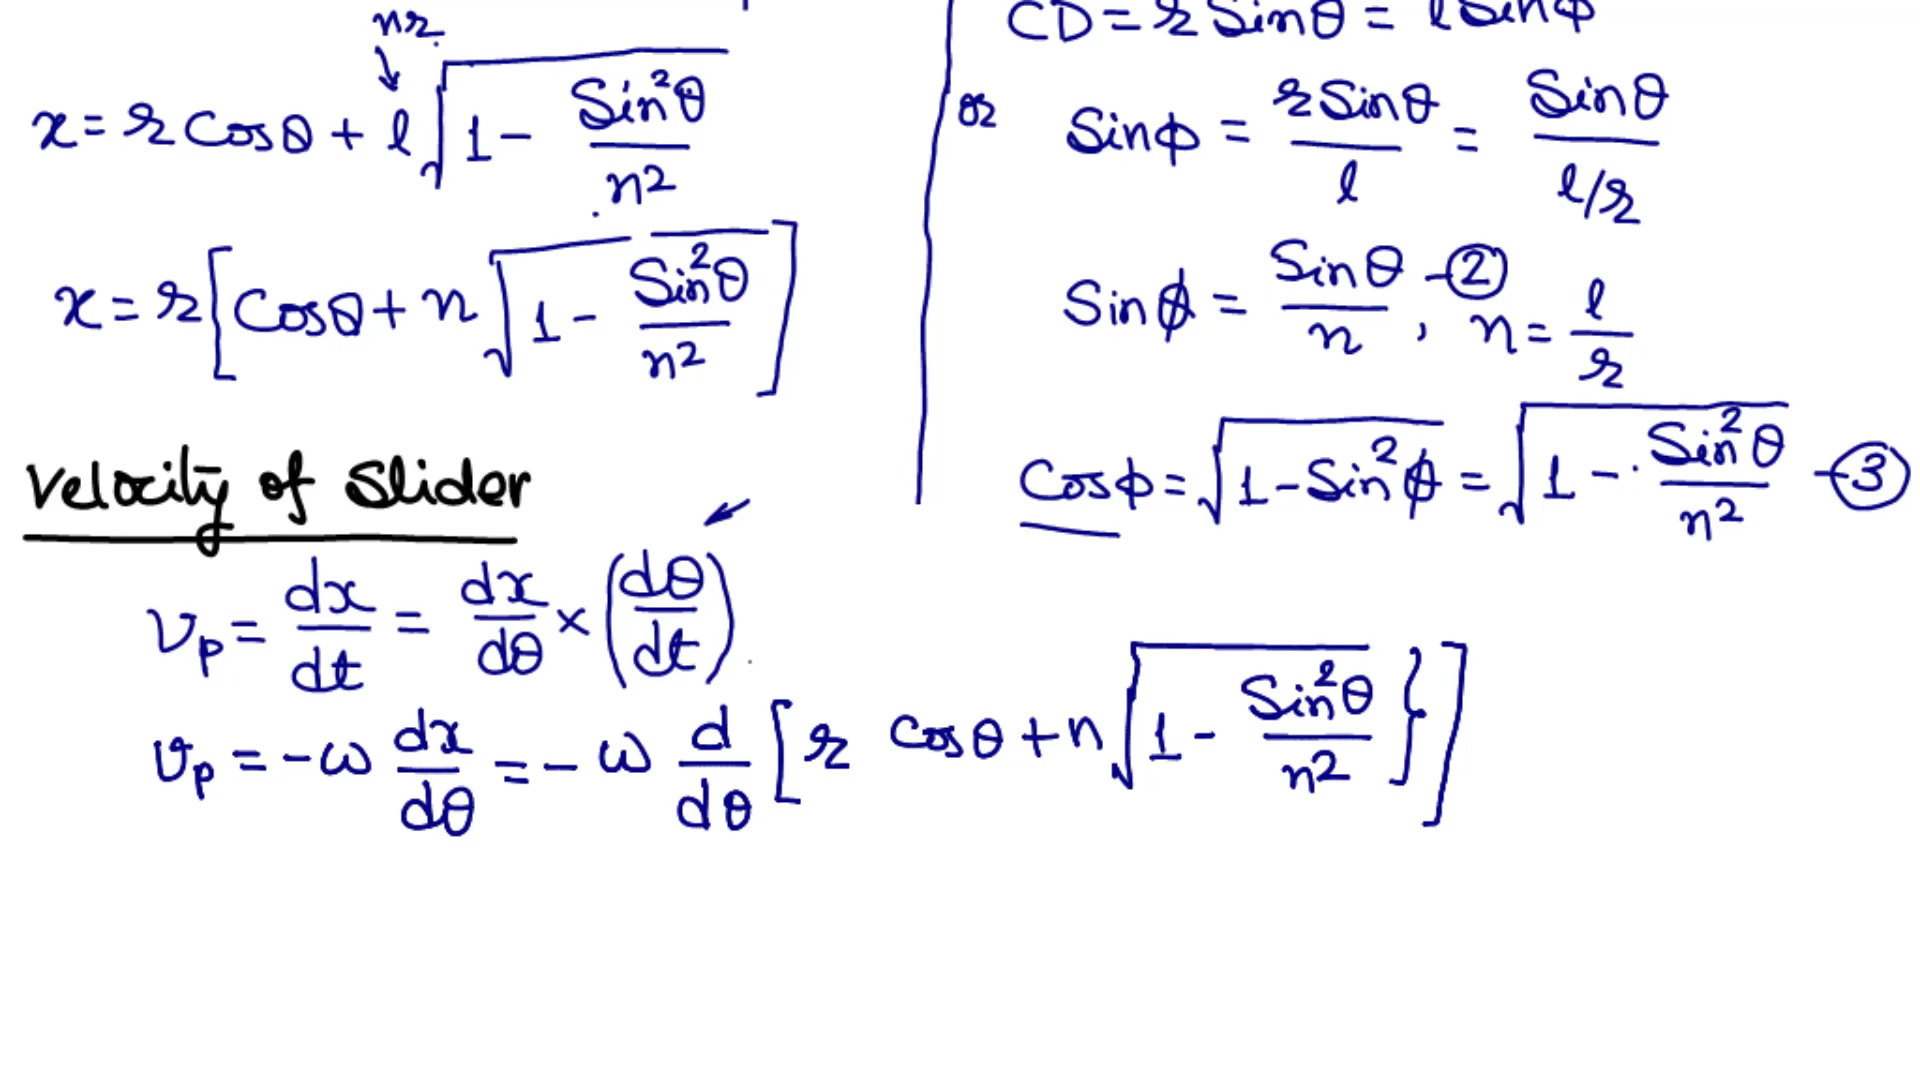 nr
x = r Cosθ + l √(1 - Sin²θ/n²)
x = r [Cosθ + n √(1 - Sin²θ/n²)]
Velocity of Slider
vₚ = dx/dt = dx/dθ × (dθ/dt)
vₚ = -ω dx/dθ = -ω d/dθ [r cosθ + n √(1 - Sin²θ/n²)}]
CD = r Sinθ = l Sinφ
or Sinφ = r Sinθ/l = Sinθ/(l/r)
Sinφ = Sinθ/n -②, n = l/r
Cosφ = √(1 - Sin²φ) = √(1 - Sin²θ/n²) -③